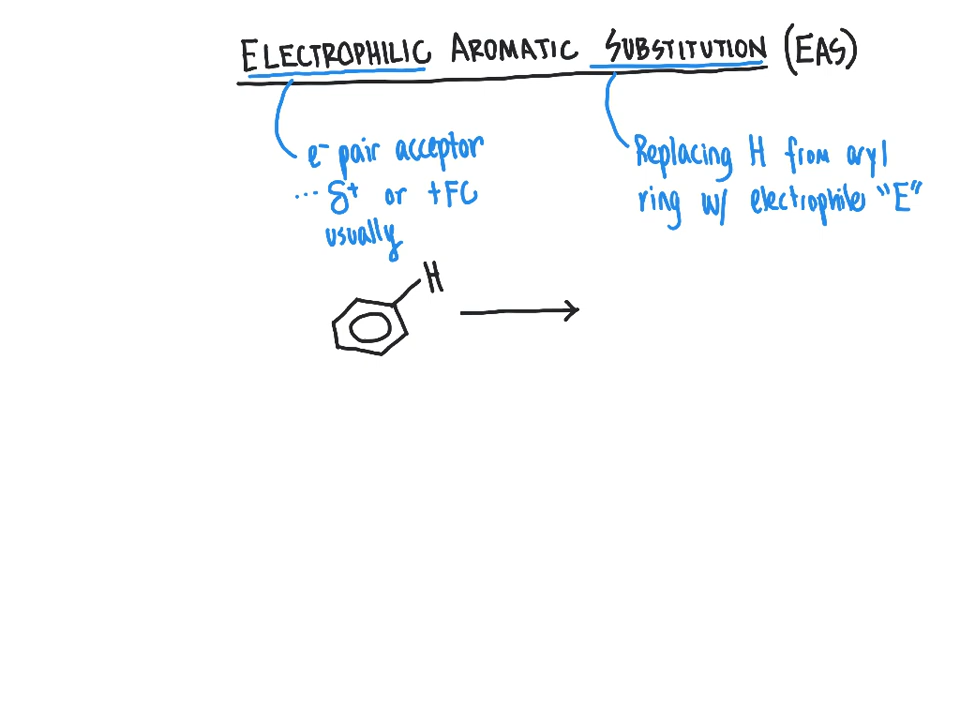 ELECTROPHILIC AROMATIC SUBSTITUTION (EAS)
e⁻ pair acceptor
... δ⁺ or +FC
usually
Replacing H from aryl
ring w/ electrophile "E"
H